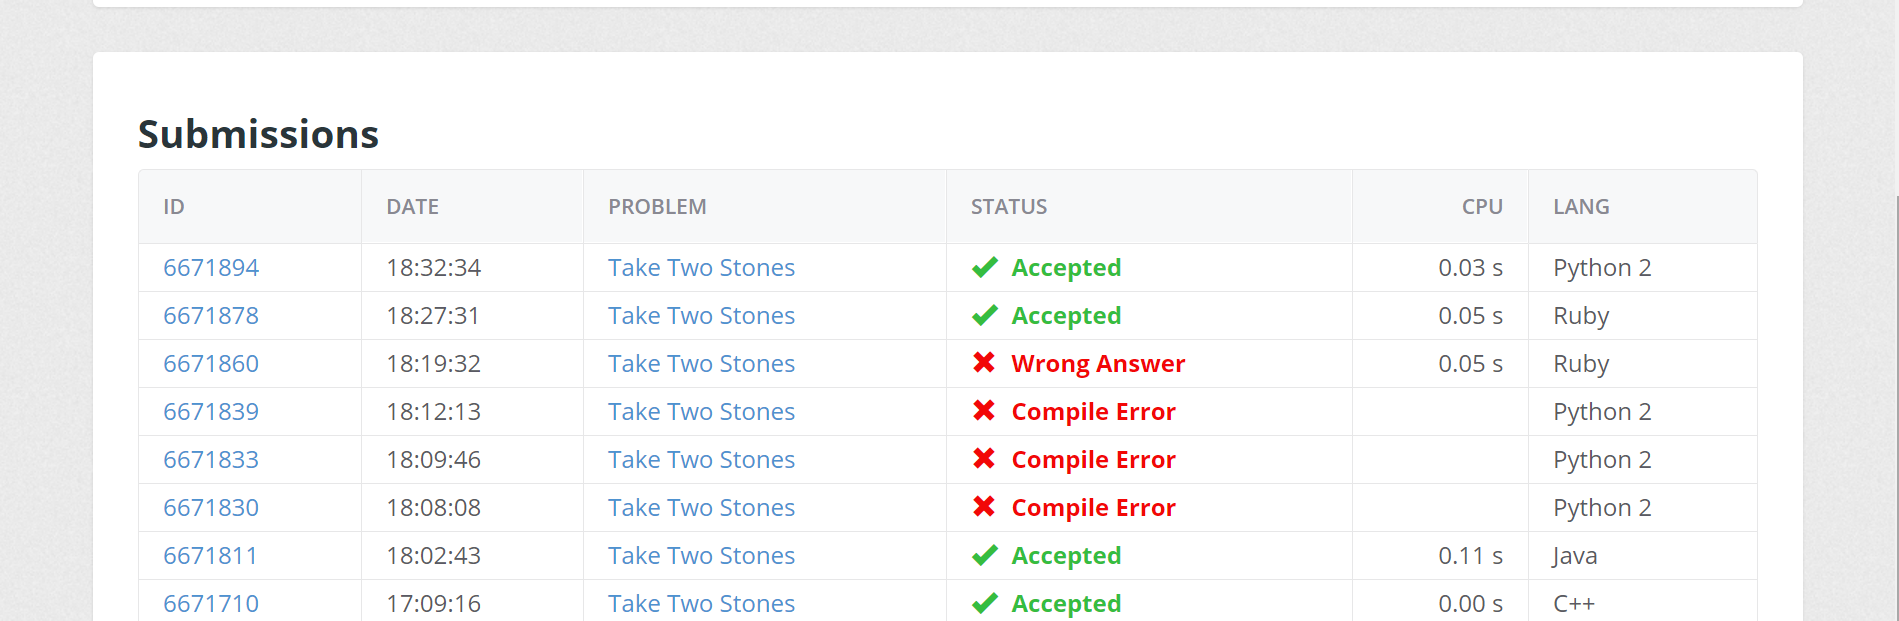 Submissions
ID DATE PROBLEM STATUS CPU LANG
6671894 18:32:34 Take Two Stones Accepted 0.03 s Python 2
6671878 18:27:31 Take Two Stones Accepted 0.05 s Ruby
6671860 18:19:32 Take Two Stones Wrong Answer 0.05 s Ruby
6671839 18:12:13 Take Two Stones Compile Error Python 2
6671833 18:09:46 Take Two Stones Compile Error Python 2
6671830 18:08:08 Take Two Stones Compile Error Python 2
6671811 18:02:43 Take Two Stones Accepted 0.11 s Java
6671710 17:09:16 Take Two Stones Accepted 0.00 s C++